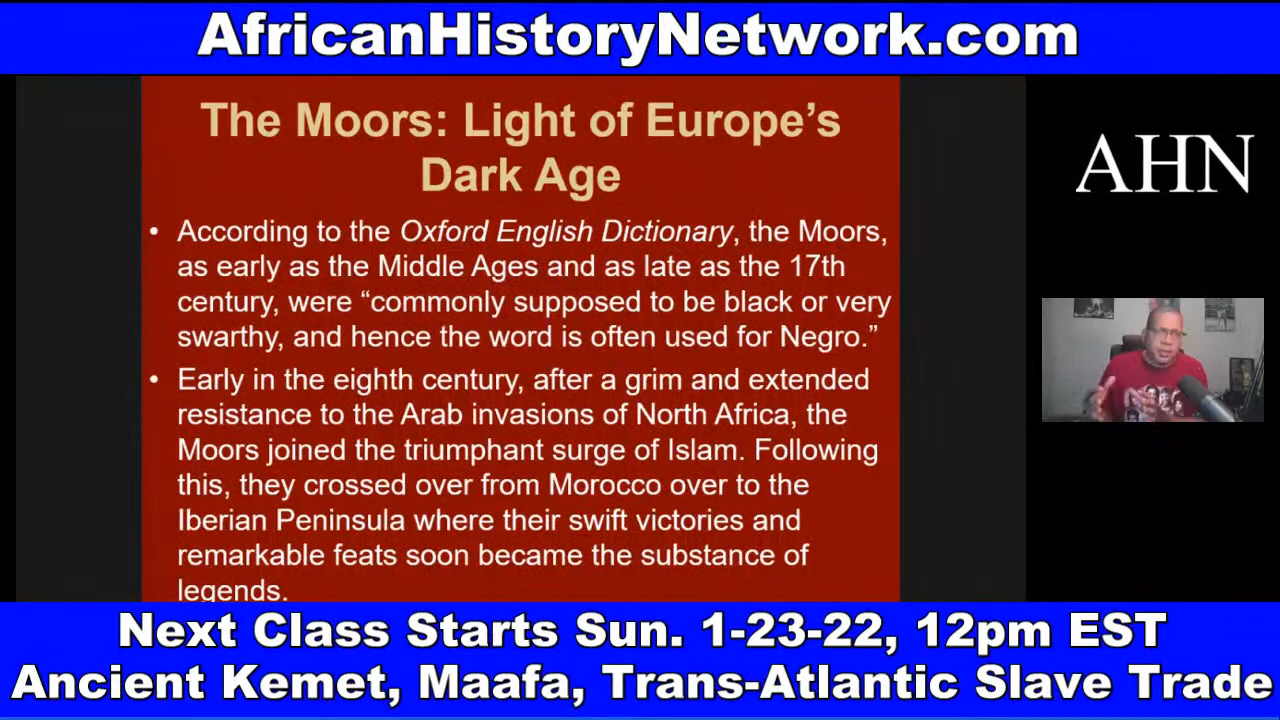 AfricanHistoryNetwork.com
The Moors: Light of Europe's
Dark Age
• According to the Oxford English Dictionary, the Moors,
as early as the Middle Ages and as late as the 17th
century, were “commonly supposed to be black or very
swarthy, and hence the word is often used for Negro.”
• Early in the eighth century, after a grim and extended
resistance to the Arab invasions of North Africa, the
Moors joined the triumphant surge of Islam. Following
this, they crossed over from Morocco over to the
Iberian Peninsula where their swift victories and
remarkable feats soon became the substance of
legends.
AHN
Next Class Starts Sun. 1-23-22, 12pm EST
Ancient Kemet, Maafa, Trans-Atlantic Slave Trade